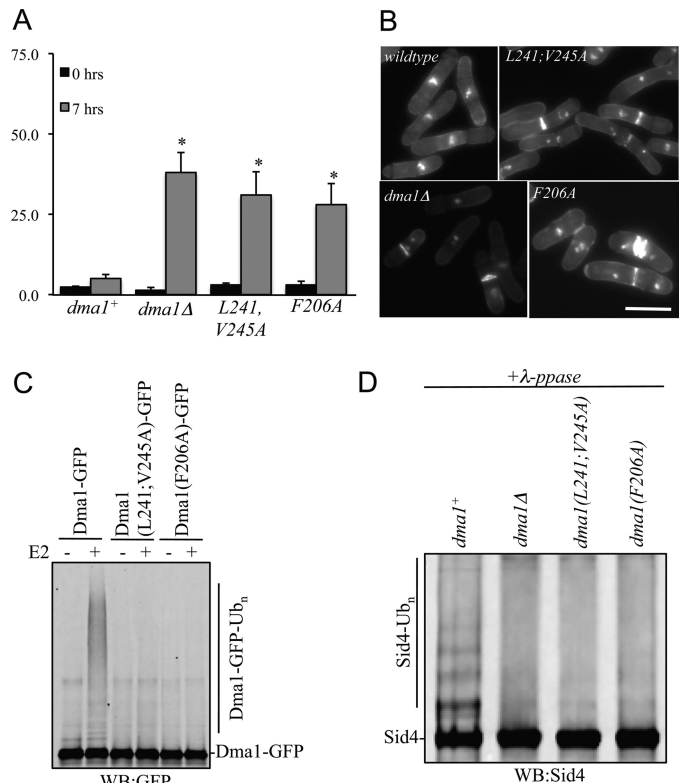 A
75.0
50.0
25.0
0.0
0 hrs
7 hrs
*
*
*
dma1+
dma1Δ
L241,
V245A
F206A
B
wildtype
L241;V245A
dma1Δ
F206A
C
Dma1-GFP
Dma1
(L241;V245A)-GFP
Dma1(F206A)-GFP
E2 - + - + - +
Dma1-GFP-Ubn
-Dma1-GFP
WB:GFP
D
+λ-ppase
dma1+
dma1Δ
dma1(L241;V245A)
dma1(F206A)
Sid4-Ubn
Sid4-
WB:Sid4